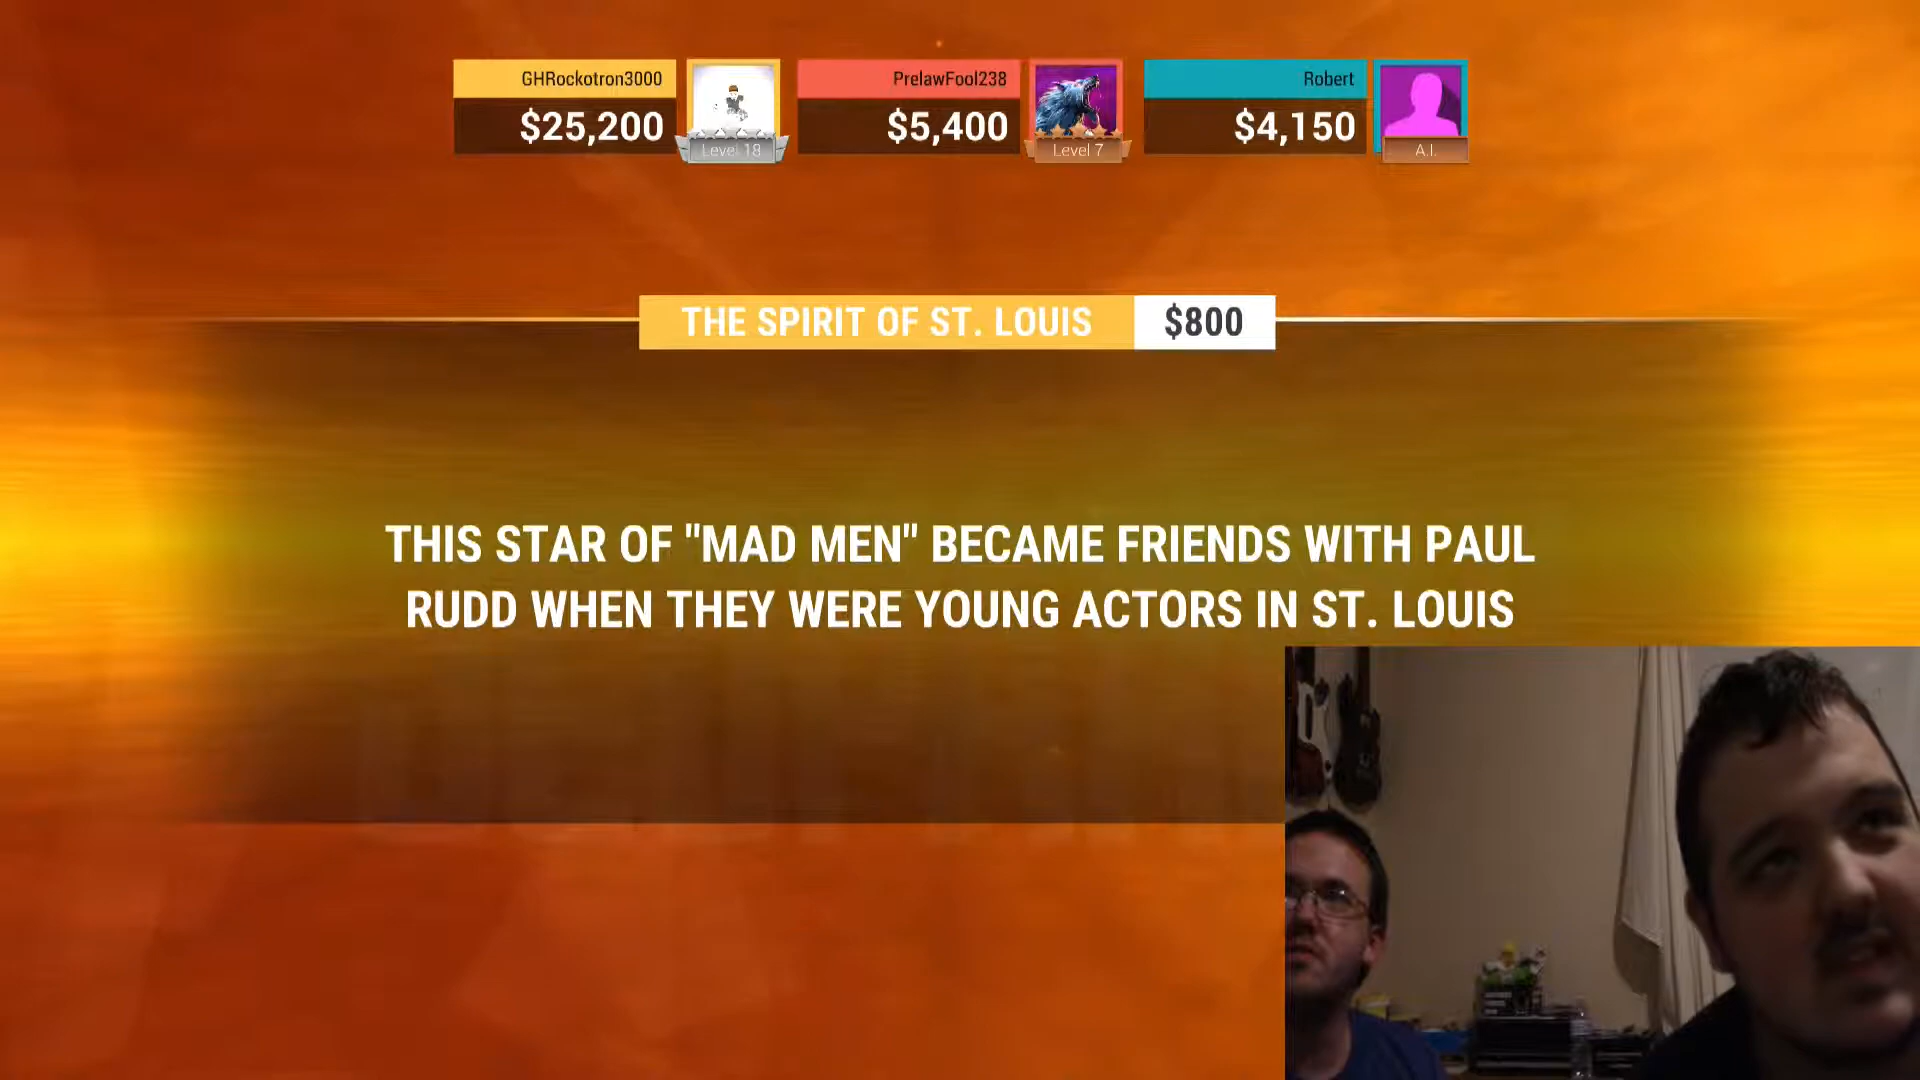 GHRockotron3000
$25,200
Level 18
PrelawFool238
$5,400
Level 7
Robert
$4,150
A.I.
THE SPIRIT OF ST. LOUIS $800
THIS STAR OF "MAD MEN" BECAME FRIENDS WITH PAUL
RUDD WHEN THEY WERE YOUNG ACTORS IN ST. LOUIS